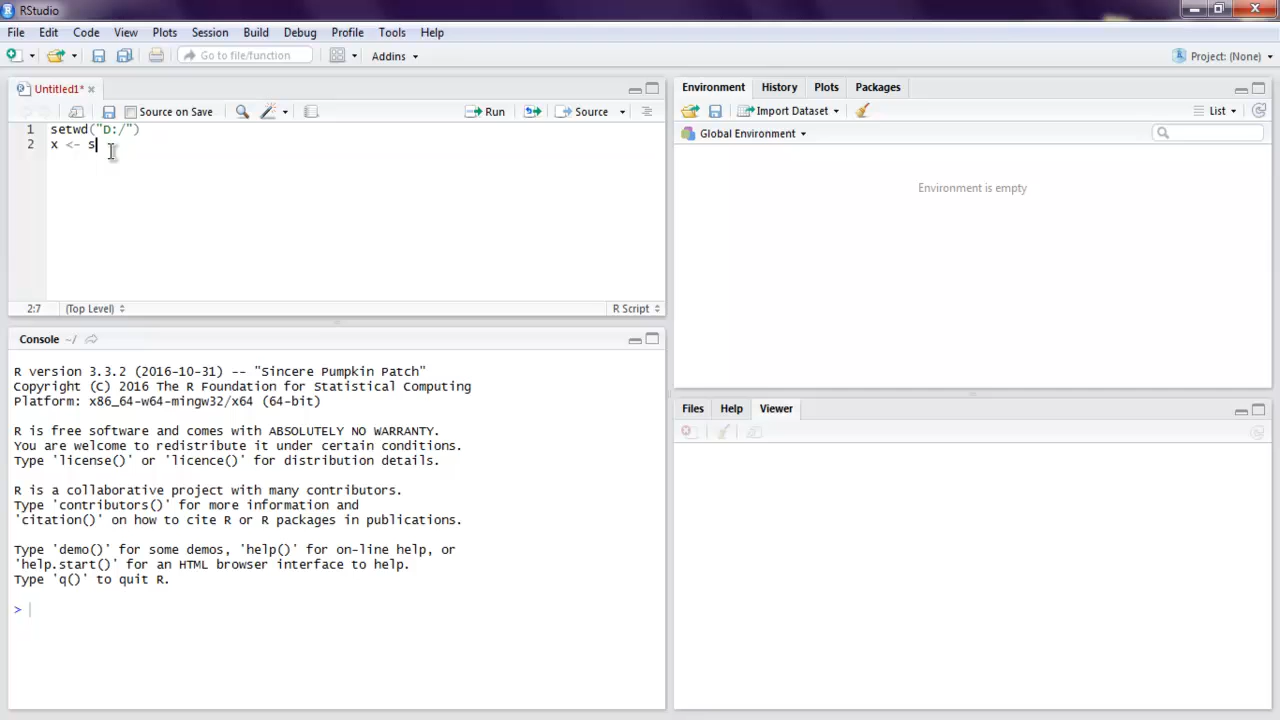 RStudio
File Edit Code View Plots Session Build Debug Profile Tools Help
Go to file/function Addins Project: (None)
Untitled1*
Source on Save Run Source
1 setwd("D:/")
2 x <- s
2:7 (Top Level) R Script
Console ~/
R version 3.3.2 (2016-10-31) -- "Sincere Pumpkin Patch"
Copyright (C) 2016 The R Foundation for Statistical Computing
Platform: x86_64-w64-mingw32/x64 (64-bit)
R is free software and comes with ABSOLUTELY NO WARRANTY.
You are welcome to redistribute it under certain conditions.
Type 'license()' or 'licence()' for distribution details.
R is a collaborative project with many contributors.
Type 'contributors()' for more information and
'citation()' on how to cite R or R packages in publications.
Type 'demo()' for some demos, 'help()' for on-line help, or
'help.start()' for an HTML browser interface to help.
Type 'q()' to quit R.
>
Environment History Plots Packages
Import Dataset List
Global Environment
Environment is empty
Files Help Viewer